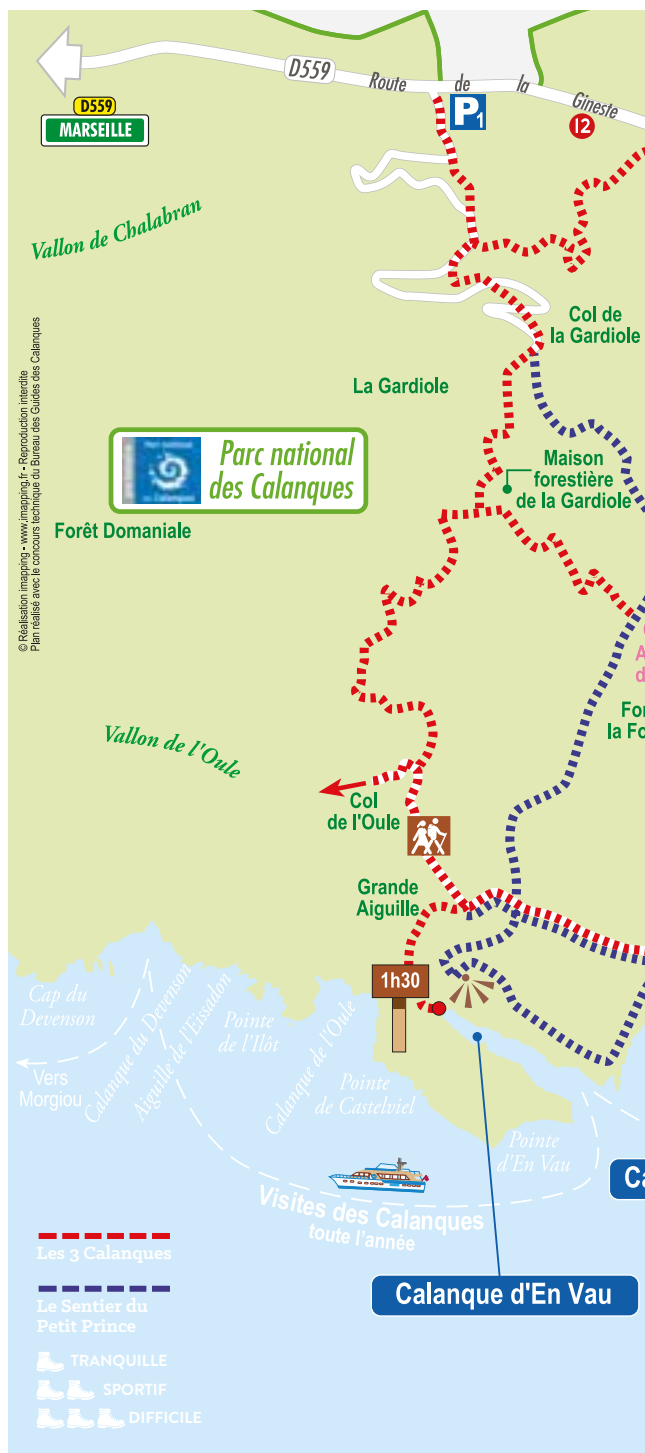 D559
Route de la Gineste
D559
MARSEILLE
P1
12
Vallon de Chalabran
Col de
la Gardiole
La Gardiole
© Réalisation imapping - www.imapping.fr - Reproduction interdite
Plan réalisé avec le concours technique du Bureau des Guides des Calanques
Parc national
des Calanques
Maison
forestière
de la Gardiole
Forêt Domaniale
Vallon de l'Oule
Col
de l'Oule
Grande
Aiguille
1h30
Cap du
Devenson
Calanque du Devenson
Aiguille de l'Eissadon
Pointe
de l'Ilôt
Calanque de l'Oule
Vers
Morgiou
Pointe
de Castelviel
Pointe
d'En Vau
Visites des Calanques
toute l'année
Calanque d'En Vau
Les 3 Calanques
Le Sentier du
Petit Prince
TRANQUILLE
SPORTIF
DIFFICILE